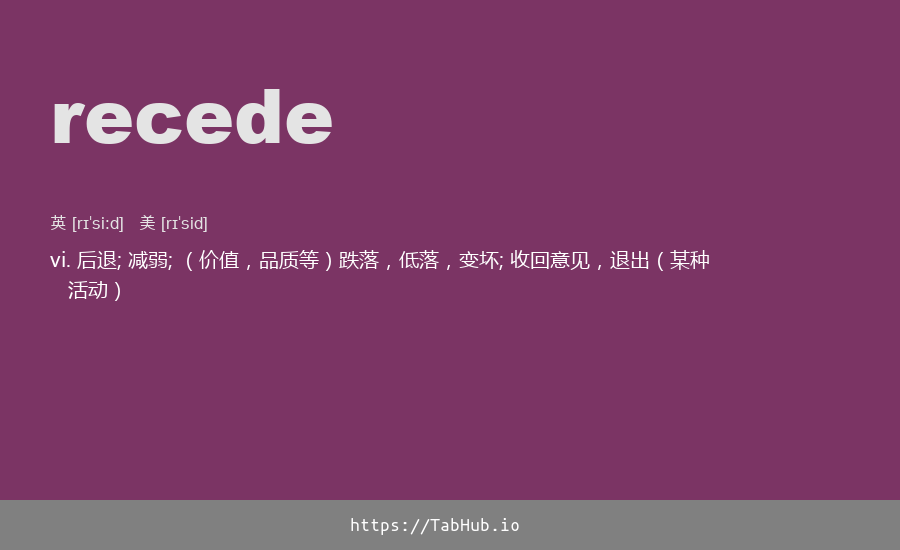 recede
英 [rɪˈsiːd] 美 [rɪˈsid]
vi. 后退; 减弱; （价值，品质等）跌落，低落，变坏; 收回意见，退出（某种
活动）
https://TabHub.io